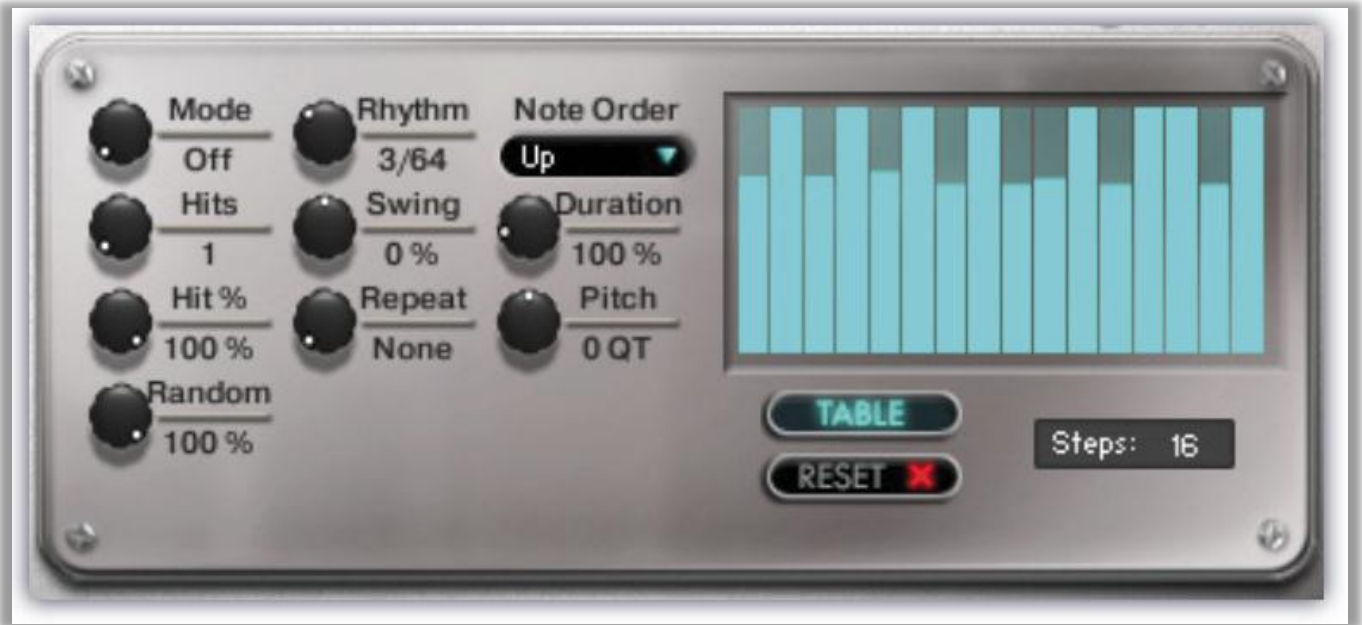 Mode
Off
Rhythm
3/64
Note Order
Up
Hits
1
Swing
0 %
Duration
100 %
Hit %
100 %
Repeat
None
Pitch
0 QT
Random
100 %
TABLE
RESET
Steps: 16